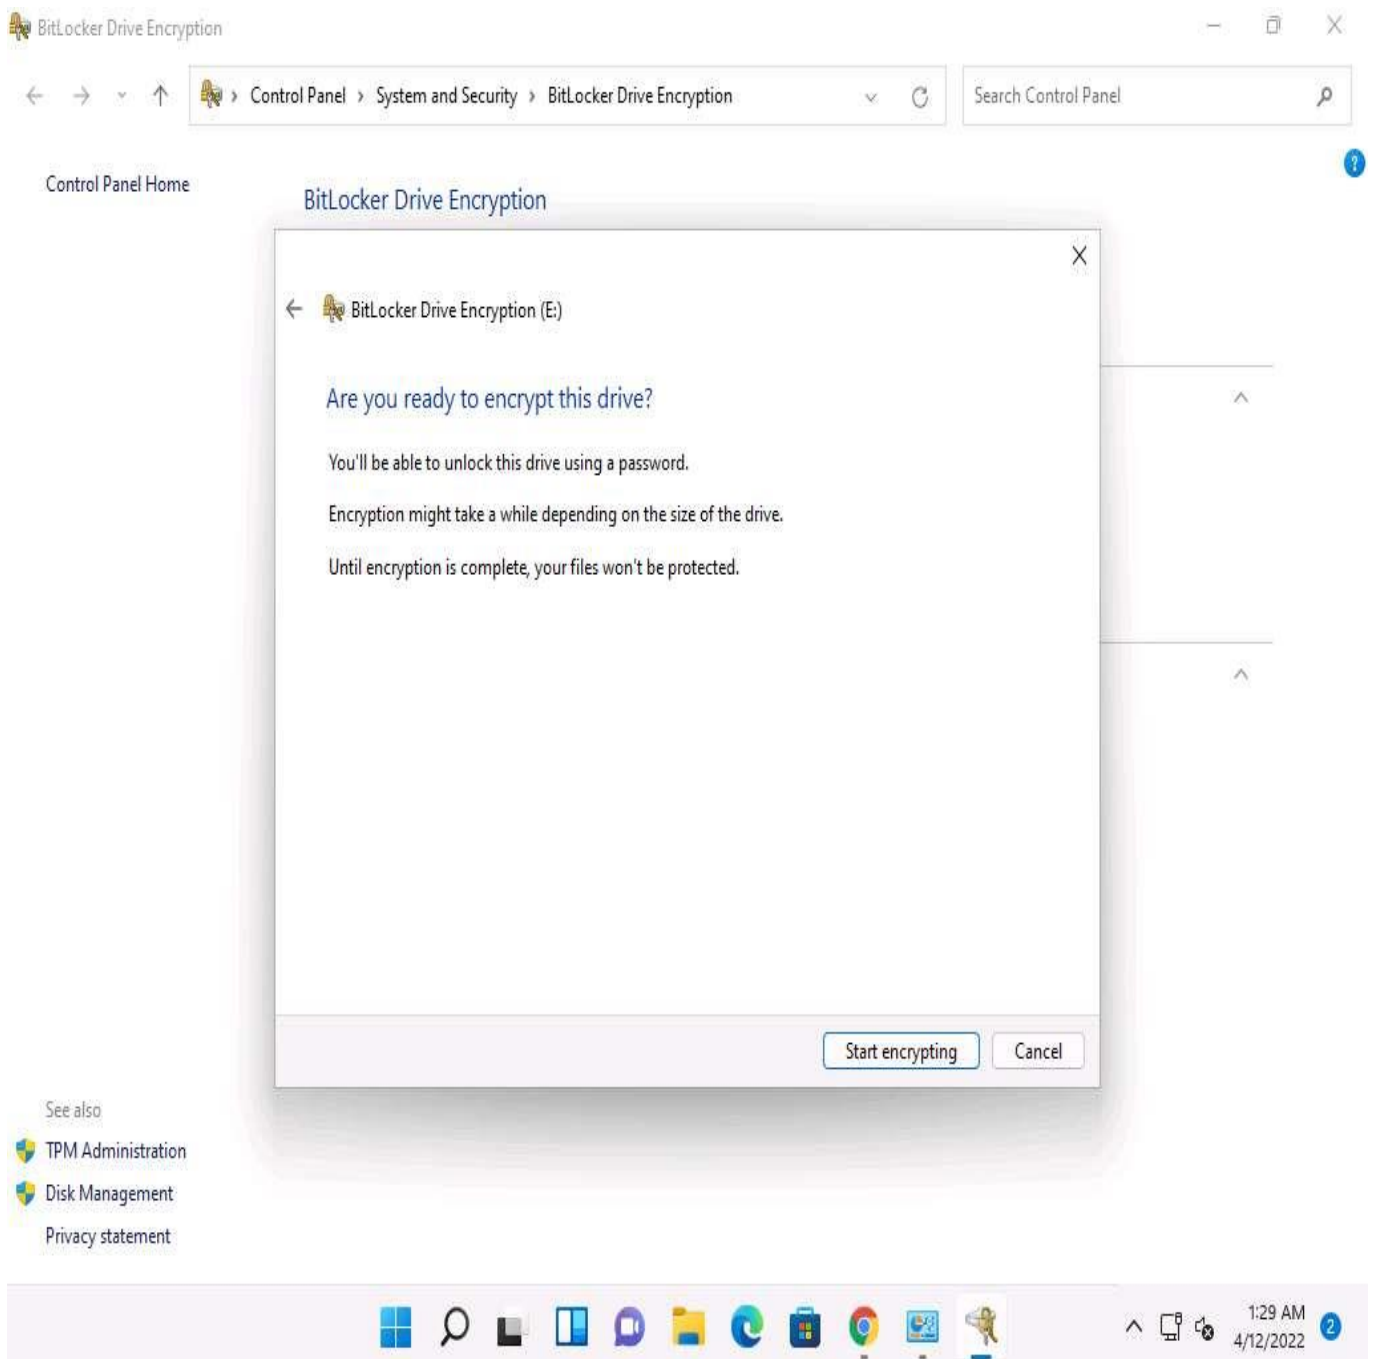 BitLocker Drive Encryption
Control Panel > System and Security > BitLocker Drive Encryption
Search Control Panel
?
Control Panel Home
BitLocker Drive Encryption
BitLocker Drive Encryption (E:)
Are you ready to encrypt this drive?
You'll be able to unlock this drive using a password.
Encryption might take a while depending on the size of the drive.
Until encryption is complete, your files won't be protected.
Start encrypting
Cancel
See also
TPM Administration
Disk Management
Privacy statement
1:29 AM
4/12/2022
2